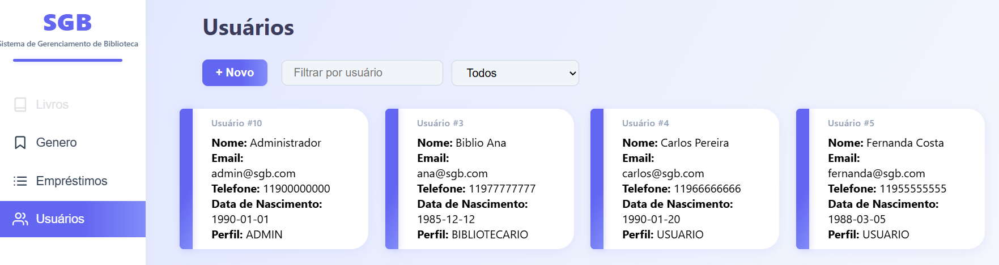 SGB
Sistema de Gerenciamento de Biblioteca
Livros
Genero
Empréstimos
Usuários
Usuários
+ Novo
Filtrar por usuário
Todos
Usuário #10
Nome: Administrador
Email:
admin@sgb.com
Telefone: 11900000000
Data de Nascimento:
1990-01-01
Perfil: ADMIN
Usuário #3
Nome: Biblio Ana
Email:
ana@sgb.com
Telefone: 11977777777
Data de Nascimento:
1985-12-12
Perfil: BIBLIOTECARIO
Usuário #4
Nome: Carlos Pereira
Email:
carlos@sgb.com
Telefone: 11966666666
Data de Nascimento:
1990-01-20
Perfil: USUARIO
Usuário #5
Nome: Fernanda Costa
Email:
fernanda@sgb.com
Telefone: 11955555555
Data de Nascimento:
1988-03-05
Perfil: USUARIO